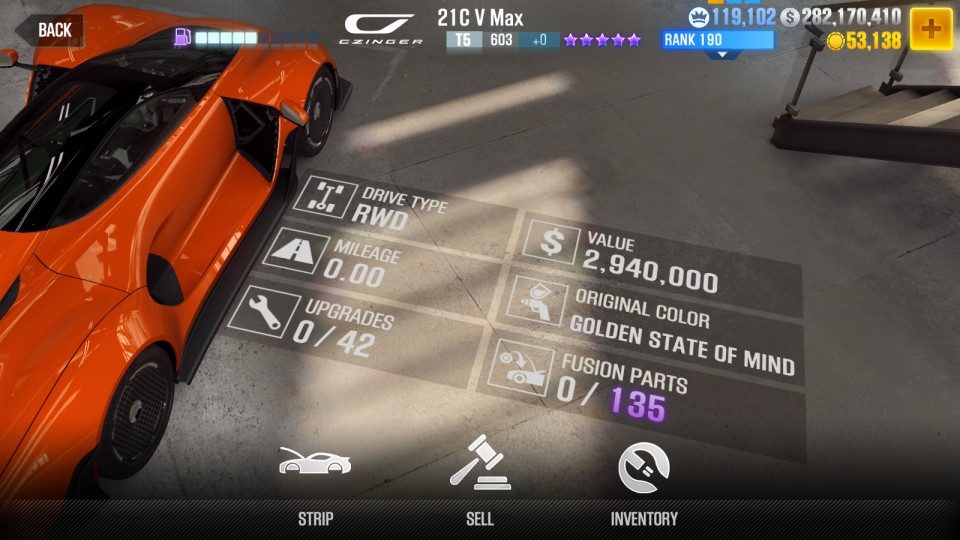 BACK
CZINGER
21C V Max
T5 603 +0
119,102
282,170,410
RANK 190
53,138
DRIVE TYPE
RWD
MILEAGE
0.00
UPGRADES
0 / 42
VALUE
2,940,000
ORIGINAL COLOR
GOLDEN STATE OF MIND
FUSION PARTS
0 / 135
STRIP
SELL
INVENTORY